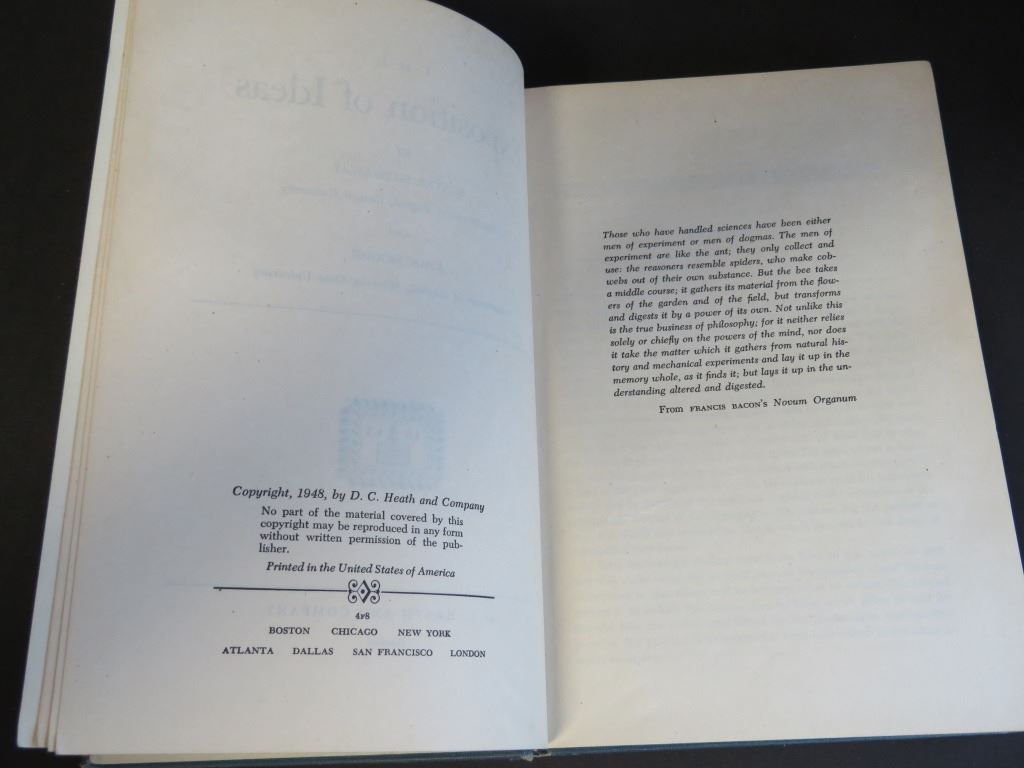 Copyright, 1948, by D. C. Heath and Company
No part of the material covered by this
copyright may be reproduced in any form
without written permission of the pub-
lisher.
Printed in the United States of America
4F8
BOSTON CHICAGO NEW YORK
ATLANTA DALLAS SAN FRANCISCO LONDON
Those who have handled sciences have been either
men of experiment or men of dogmas. The men of
experiment are like the ant; they only collect and
use: the reasoners resemble spiders, who make cob-
webs out of their own substance. But the bee takes
a middle course; it gathers its material from the flow-
ers of the garden and of the field, but transforms
and digests it by a power of its own. Not unlike this
is the true business of philosophy; for it neither relies
solely or chiefly on the powers of the mind, nor does
it take the matter which it gathers from natural his-
tory and mechanical experiments and lay it up in the
memory whole, as it finds it; but lays it up in the un-
derstanding altered and digested.
From FRANCIS BACON'S Novum Organum